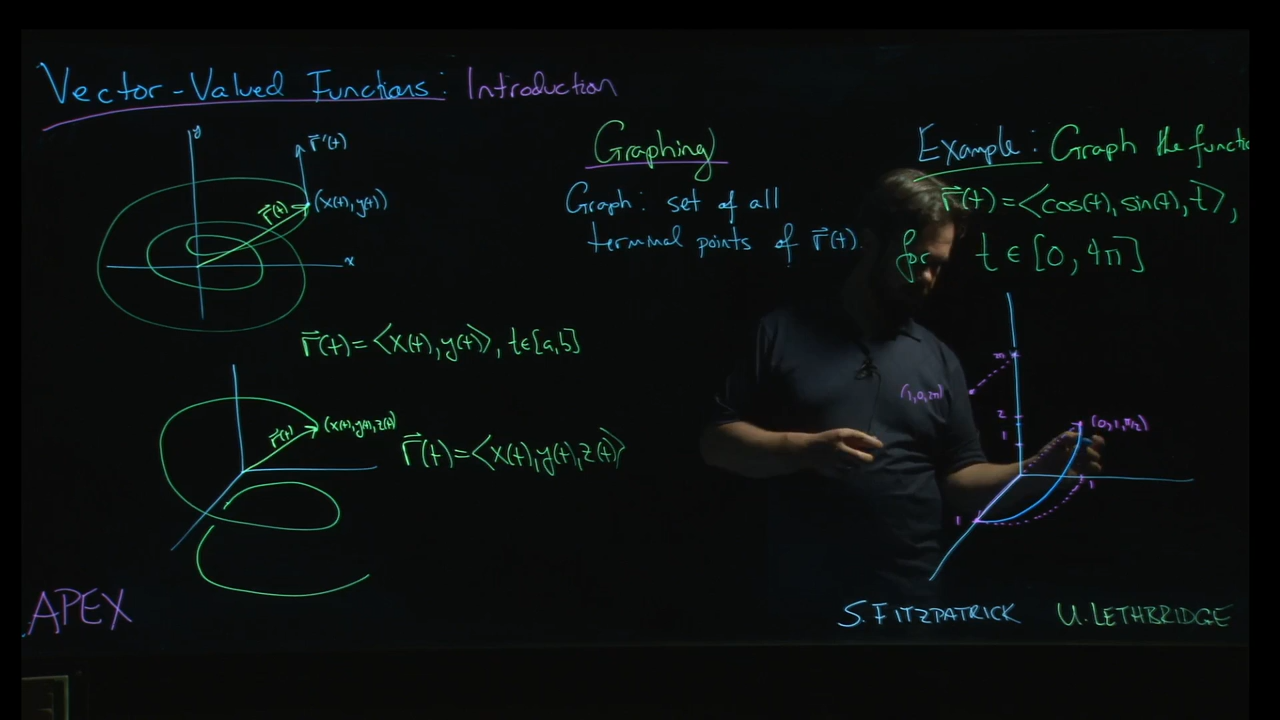 Vector-Valued Functions: Introduction
y
r⃗'(t)
(x(t), y(t))
r⃗(t)
x
r⃗(t) = ⟨x(t), y(t)⟩, t∈[a,b]
(x(t), y(t), z(t))
r⃗(t)
r⃗(t) = ⟨x(t), y(t), z(t)⟩
APEX
Graphing
Graph: set of all
terminal points of r⃗(t).
Example: Graph the functio
r⃗(t) = ⟨cos(t), sin(t), t⟩,
for t ∈ [0, 4π]
(1,0,2π)
2
1
(0,1,π/2)
1
1
S. FITZPATRICK U. LETHBRIDGE